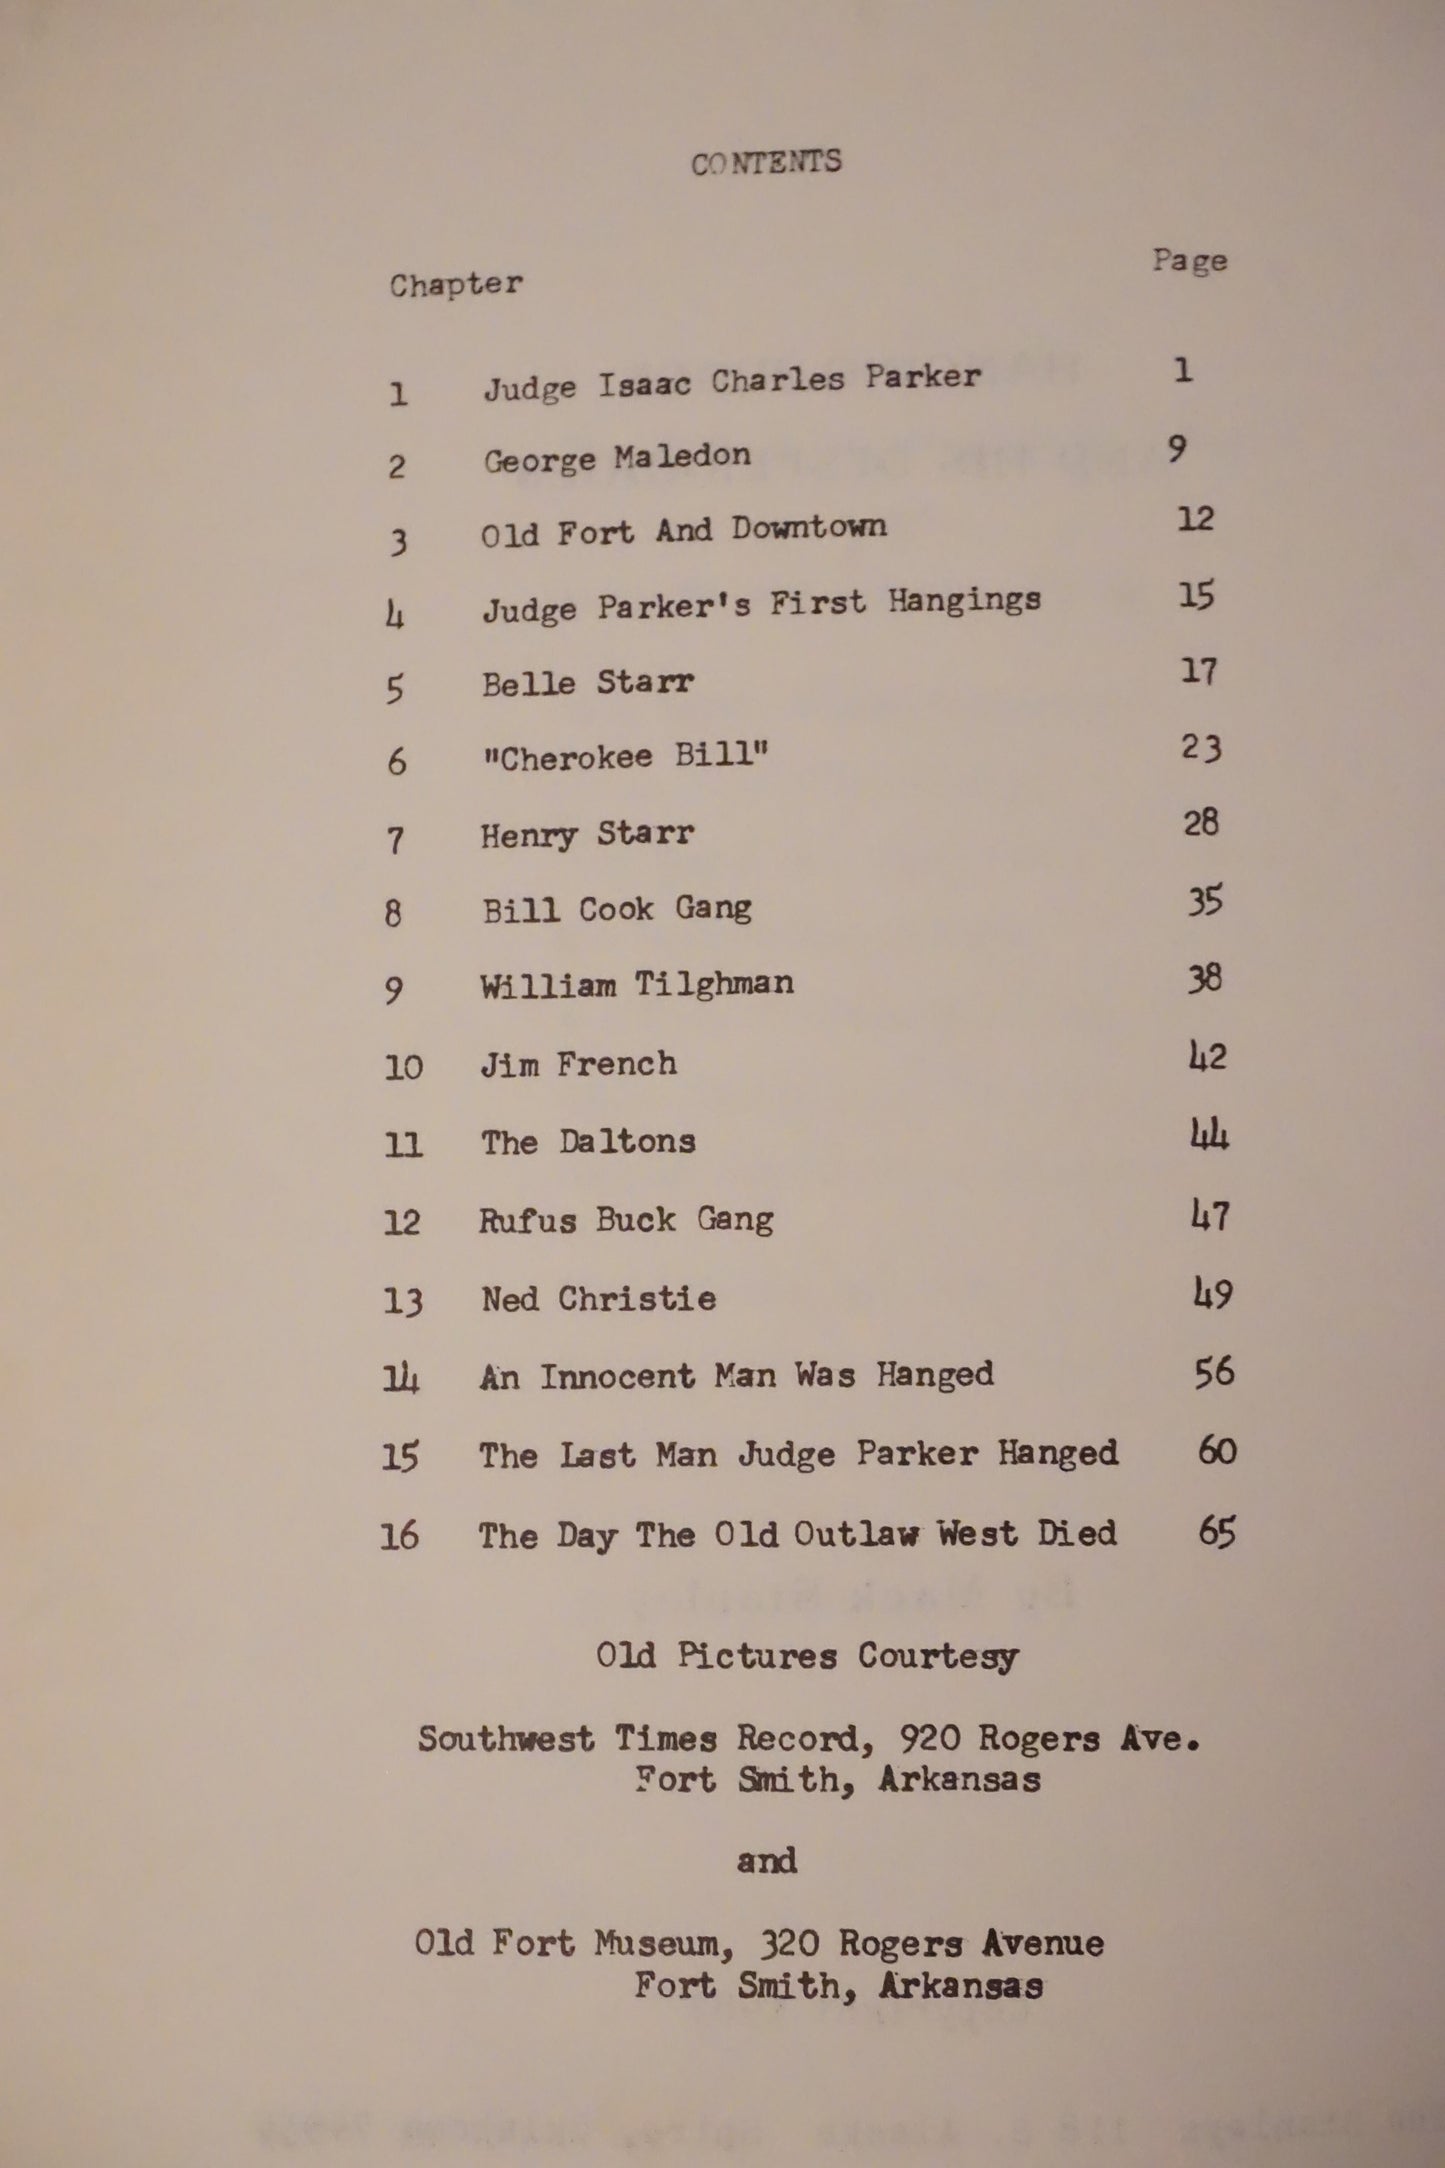 CONTENTS
Chapter Page
1 Judge Isaac Charles Parker 1
2 George Maledon 9
3 Old Fort And Downtown 12
4 Judge Parker's First Hangings 15
5 Belle Starr 17
6 "Cherokee Bill" 23
7 Henry Starr 28
8 Bill Cook Gang 35
9 William Tilghman 38
10 Jim French 42
11 The Daltons 44
12 Rufus Buck Gang 47
13 Ned Christie 49
14 An Innocent Man Was Hanged 56
15 The Last Man Judge Parker Hanged 60
16 The Day The Old Outlaw West Died 65
Old Pictures Courtesy
Southwest Times Record, 920 Rogers Ave.
Fort Smith, Arkansas
and
Old Fort Museum, 320 Rogers Avenue
Fort Smith, Arkansas